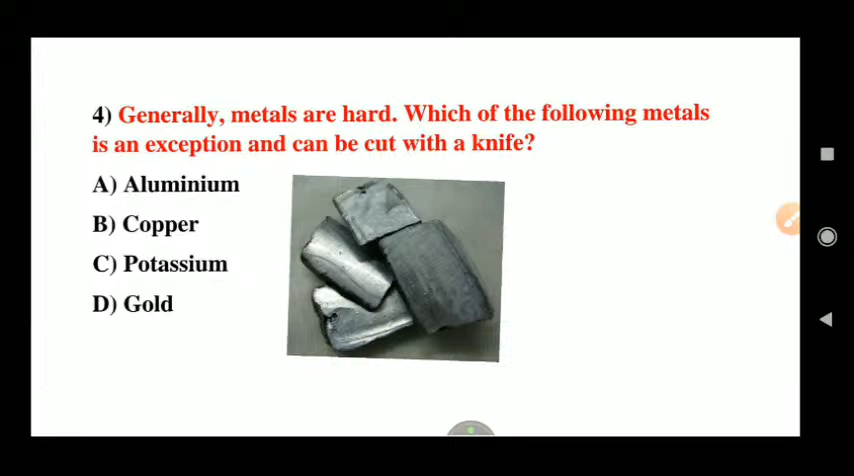 4) Generally, metals are hard. Which of the following metals
is an exception and can be cut with a knife?
A) Aluminium
B) Copper
C) Potassium
D) Gold